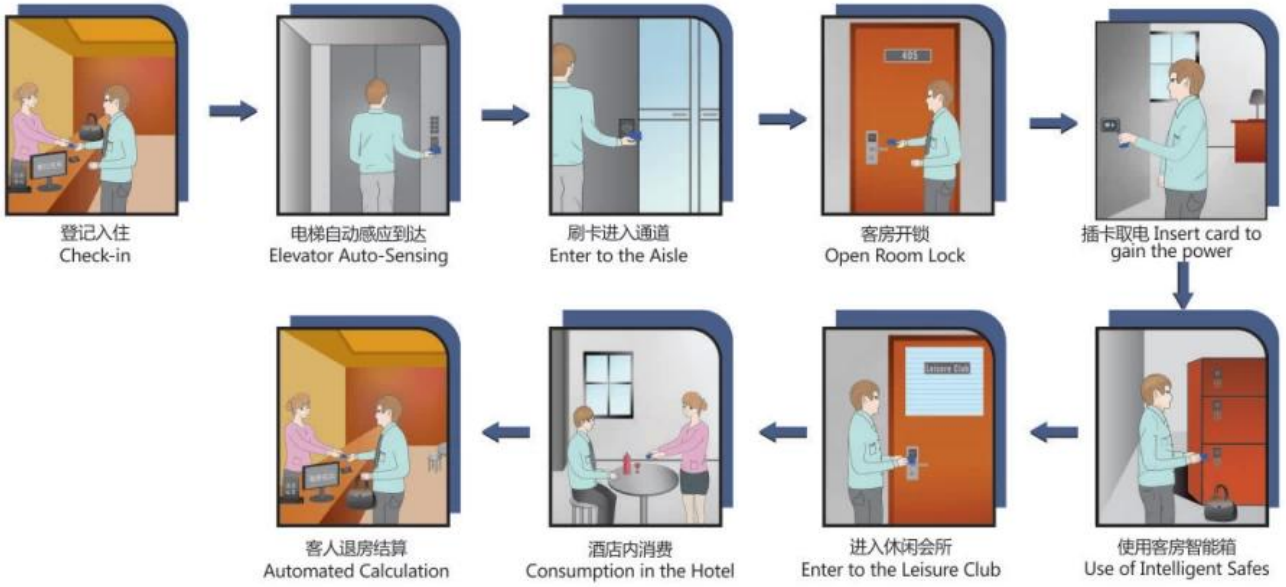 登记入住
Check-in
电梯自动感应到达
Elevator Auto-Sensing
刷卡进入通道
Enter to the Aisle
405
客房开锁
Open Room Lock
插卡取电 Insert card to
gain the power
使用客房智能箱
Use of Intelligent Safes
Leisure Club
进入休闲会所
Enter to the Leisure Club
酒店内消费
Consumption in the Hotel
客人退房结算
Automated Calculation